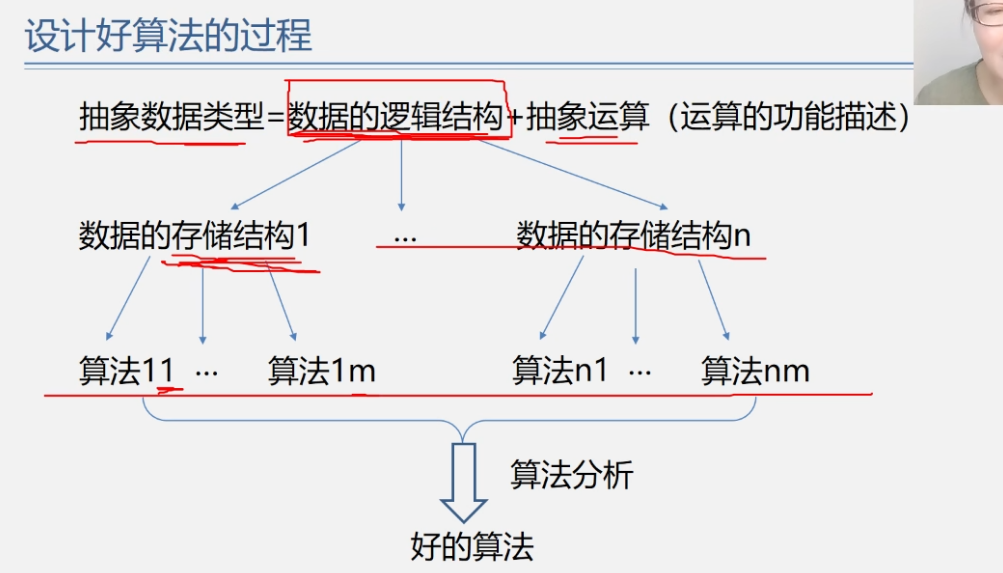 设计好算法的过程
抽象数据类型=数据的逻辑结构+抽象运算（运算的功能描述）
数据的存储结构1 … 数据的存储结构n
算法11 … 算法1m 算法n1 … 算法nm
算法分析
好的算法